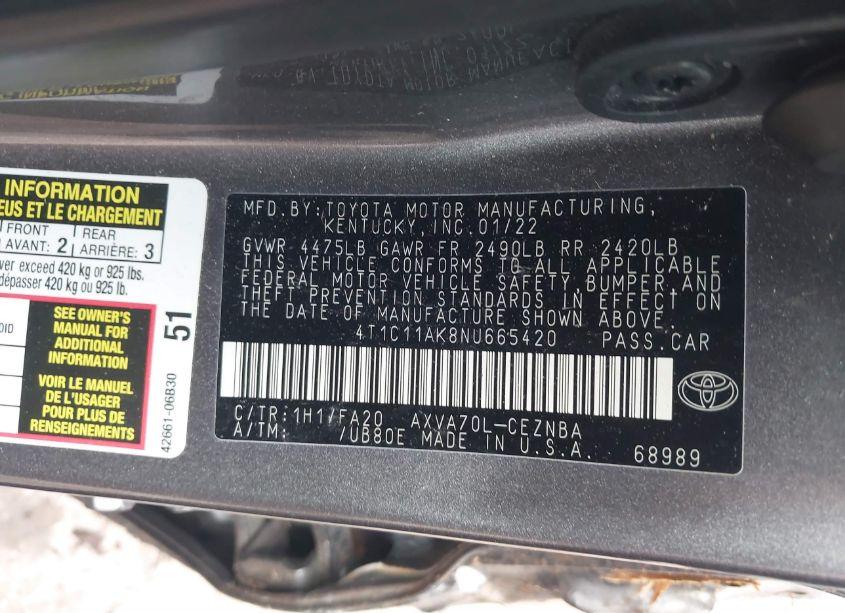 INFORMATION
EUS ET LE CHARGEMENT
FRONT
AVANT: 2
REAR
ARRIÈRE: 3
ver exceed 420 kg or 925 lbs.
dépasser 420 kg ou 925 lb.
SEE OWNER'S
MANUAL FOR
ADDITIONAL
INFORMATION
VOIR LE MANUEL
DE L'USAGER
POUR PLUS DE
RENSEIGNEMENTS
51
42661-06B30
MFD.BY:TOYOTA MOTOR MANUFACTURING,
KENTUCKY, INC.01/22
GVWR 4475LB GAWR FR 2490LB RR 2420LB
THIS VEHICLE CONFORMS TO ALL APPLICABLE
FEDERAL MOTOR VEHICLE SAFETY, BUMPER, AND
THEFT PREVENTION STANDARDS IN EFFECT ON
THE DATE OF MANUFACTURE SHOWN ABOVE.
4T1C11AK8NU665420 PASS.CAR
C/TR:1H1/FA20 AXVA70L-CEZNBA
A/TM: /UB80E MADE IN U.S.A.
68989